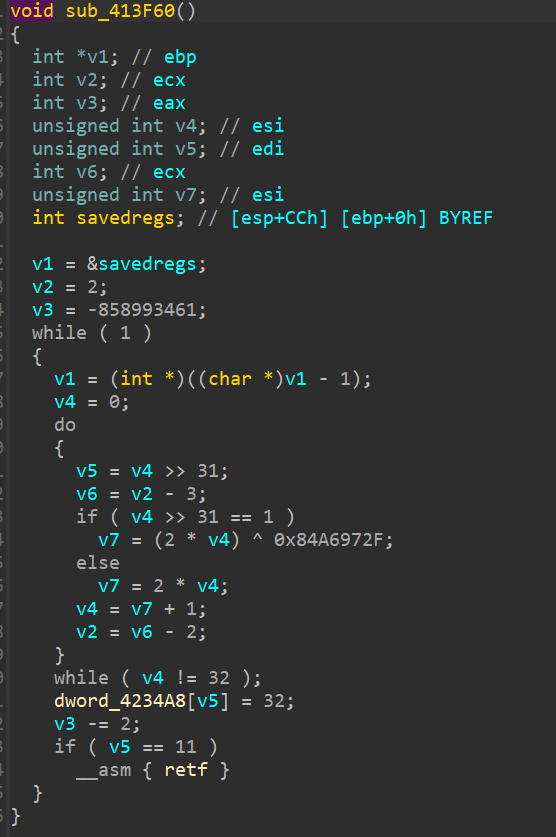 void sub_413F60()
{
  int *v1; // ebp
  int v2; // ecx
  int v3; // eax
  unsigned int v4; // esi
  unsigned int v5; // edi
  int v6; // ecx
  unsigned int v7; // esi
  int savedregs; // [esp+CCh] [ebp+0h] BYREF

  v1 = &savedregs;
  v2 = 2;
  v3 = -858993461;
  while ( 1 )
  {
    v1 = (int *)((char *)v1 - 1);
    v4 = 0;
    do
    {
      v5 = v4 >> 31;
      v6 = v2 - 3;
      if ( v4 >> 31 == 1 )
        v7 = (2 * v4) ^ 0x84A6972F;
      else
        v7 = 2 * v4;
      v4 = v7 + 1;
      v2 = v6 - 2;
    }
    while ( v4 != 32 );
    dword_4234A8[v5] = 32;
    v3 -= 2;
    if ( v5 == 11 )
      __asm { retf }
  }
}